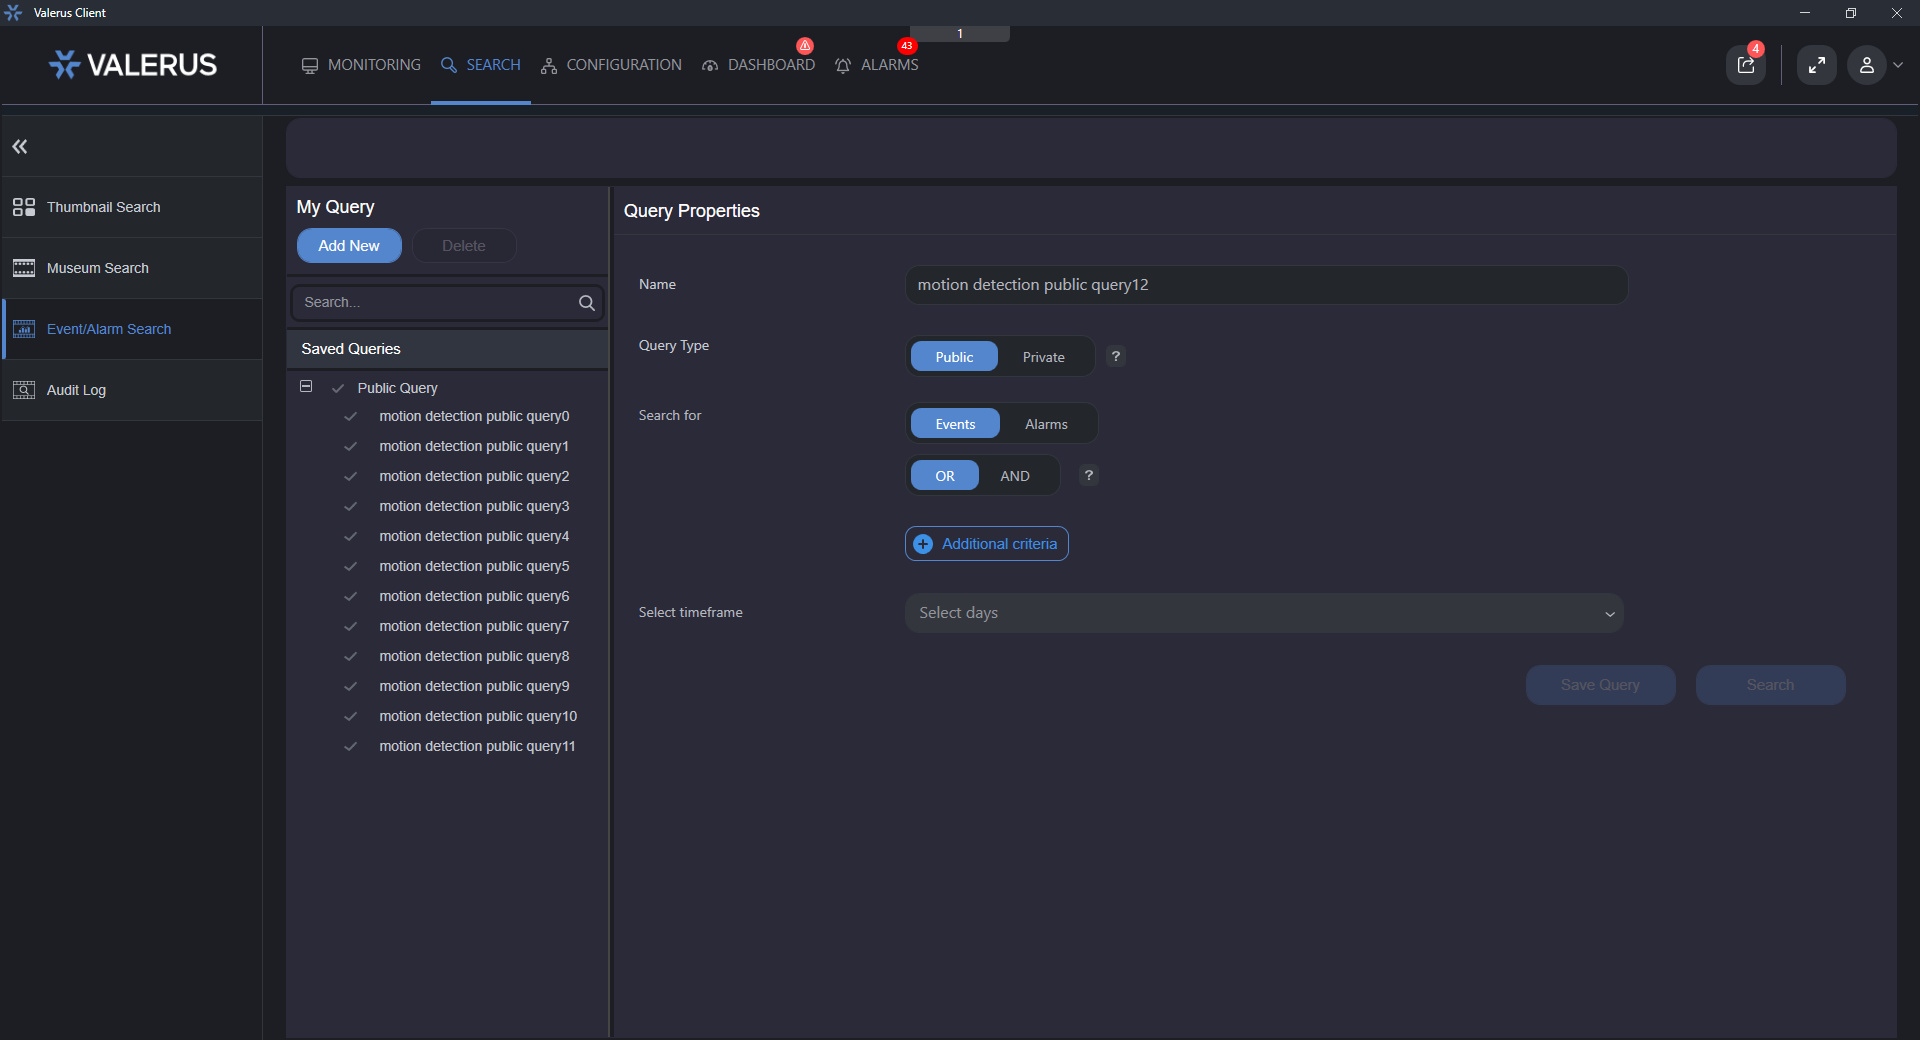 Valerus Client
VALERUS
MONITORING
SEARCH
CONFIGURATION
DASHBOARD
43
ALARMS
1
4
Thumbnail Search
Museum Search
Event/Alarm Search
Audit Log
My Query
Add New
Delete
Search...
Saved Queries
Public Query
motion detection public query0
motion detection public query1
motion detection public query2
motion detection public query3
motion detection public query4
motion detection public query5
motion detection public query6
motion detection public query7
motion detection public query8
motion detection public query9
motion detection public query10
motion detection public query11
Query Properties
Name
motion detection public query12
Query Type
Public
Private
?
Search for
Events
Alarms
OR
AND
?
Additional criteria
Select timeframe
Select days
Save Query
Search